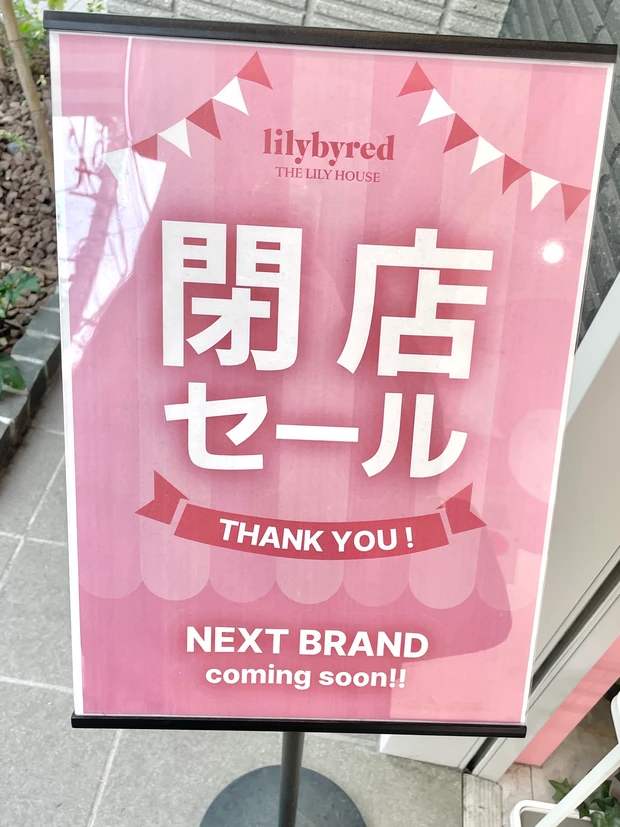 lilybyred
THE LILY HOUSE
閉店
セール
THANK YOU!
NEXT BRAND
coming soon!!